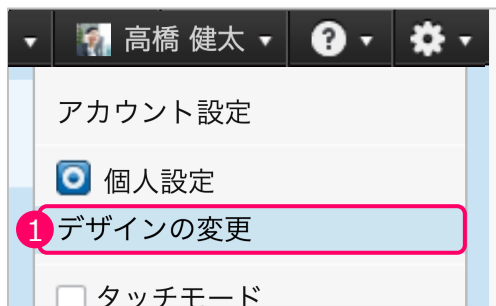 高橋 健太
アカウント設定
個人設定
1 デザインの変更
タッチモード